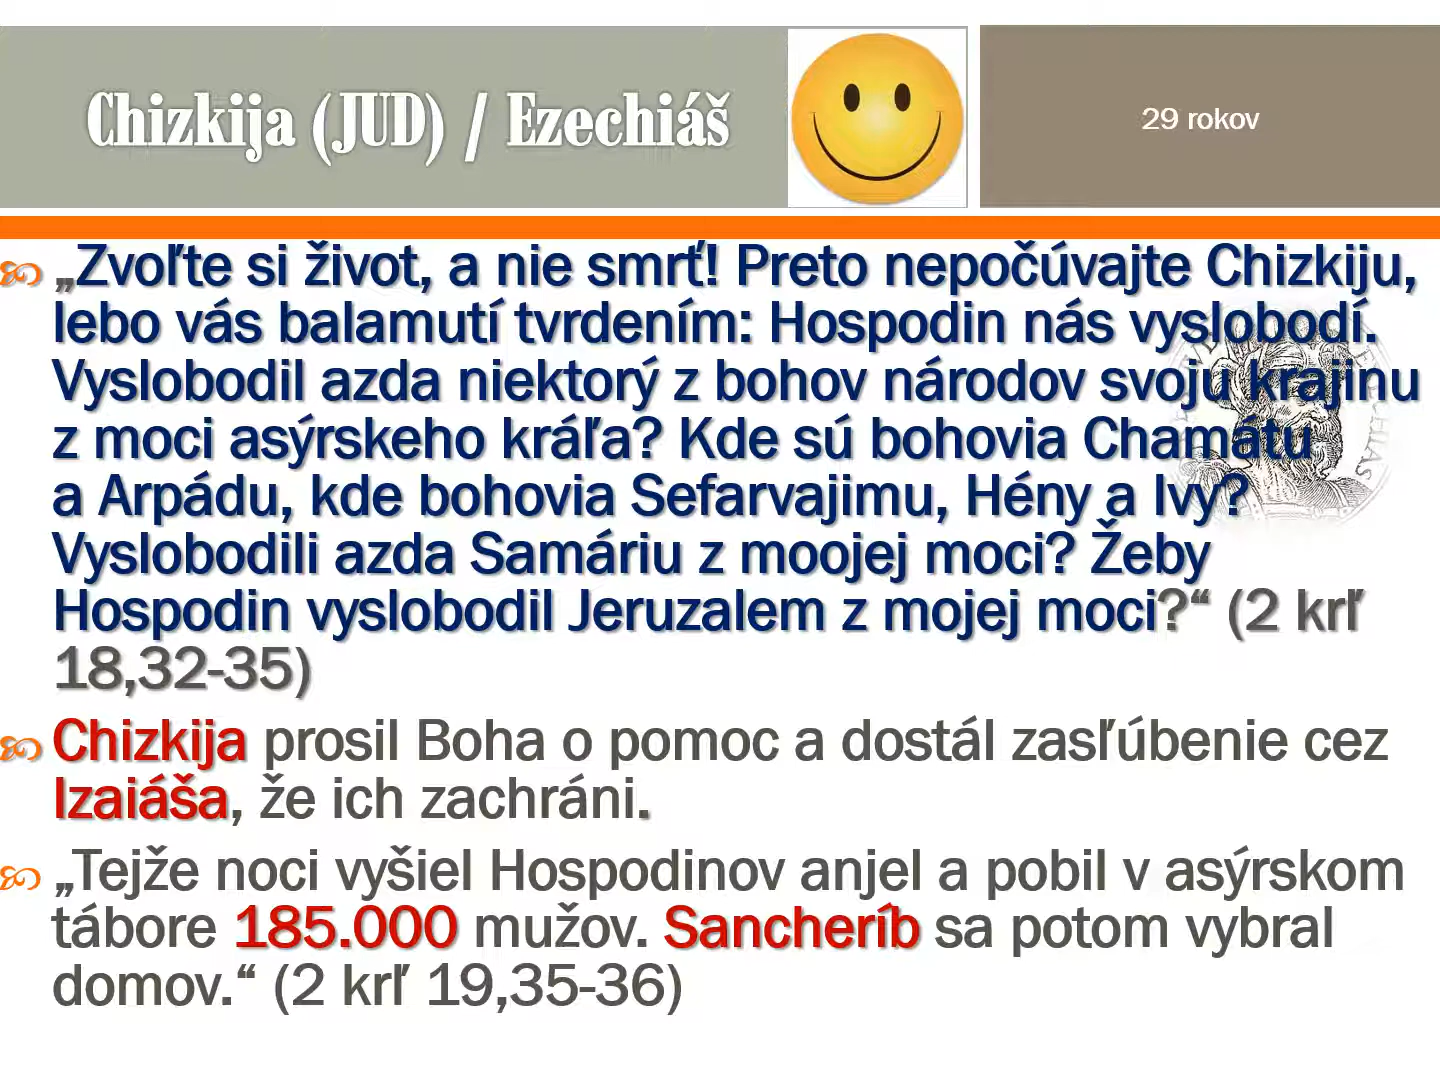 Chizkija (JUD) / Ezechiáš
29 rokov
„Zvoľte si život, a nie smrť! Preto nepočúvajte Chizkiju,
lebo vás balamutí tvrdením: Hospodin nás vyslobodí.
Vyslobodil azda niektorý z bohov národov svoju krajinu
z moci asýrskeho kráľa? Kde sú bohovia Chamátu
a Arpádu, kde bohovia Sefarvajimu, Hény a Ivy?
Vyslobodili azda Samáriu z moojej moci? Žeby
Hospodin vyslobodil Jeruzalem z mojej moci?“ (2 krľ
18,32-35)
Chizkija prosil Boha o pomoc a dostál zasľúbenie cez
Izaiáša, že ich zachráni.
„Tejže noci vyšiel Hospodinov anjel a pobil v asýrskom
tábore 185.000 mužov. Sancheríb sa potom vybral
domov.“ (2 krľ 19,35-36)